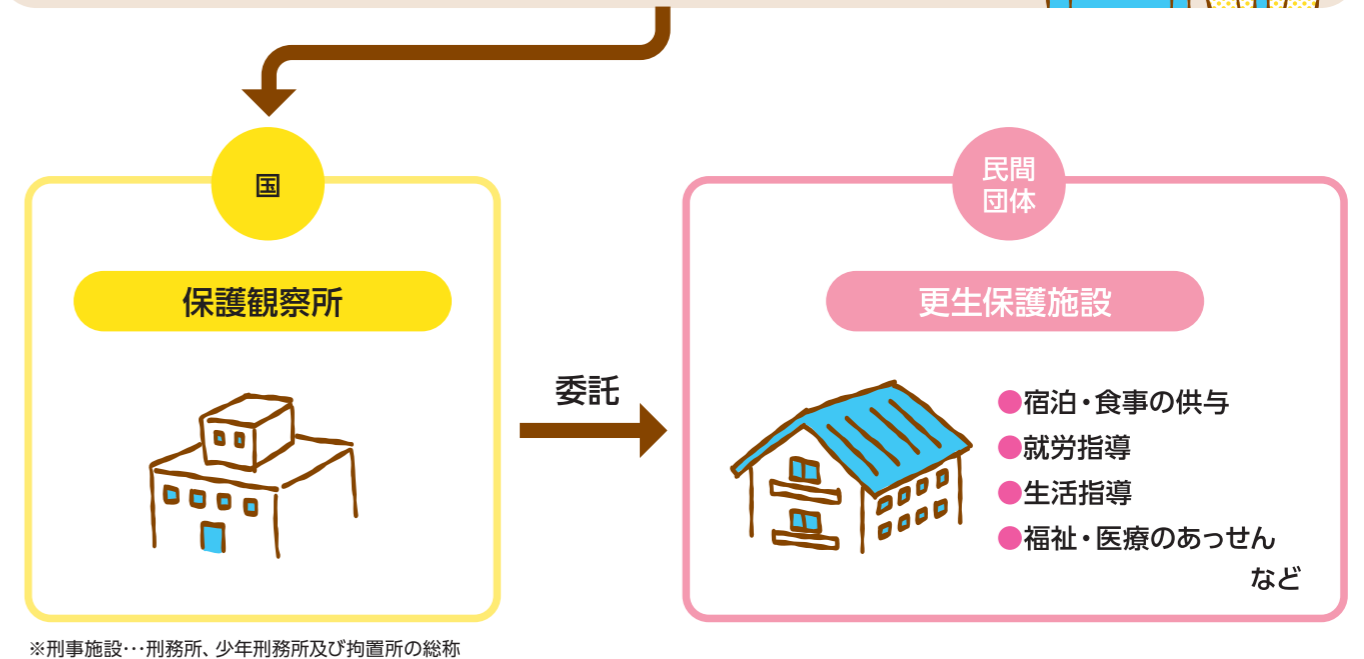 国
保護観察所
委託
民間
団体
更生保護施設
●宿泊・食事の供与
●就労指導
●生活指導
●福祉・医療のあっせん
など
※刑事施設…刑務所、少年刑務所及び拘置所の総称